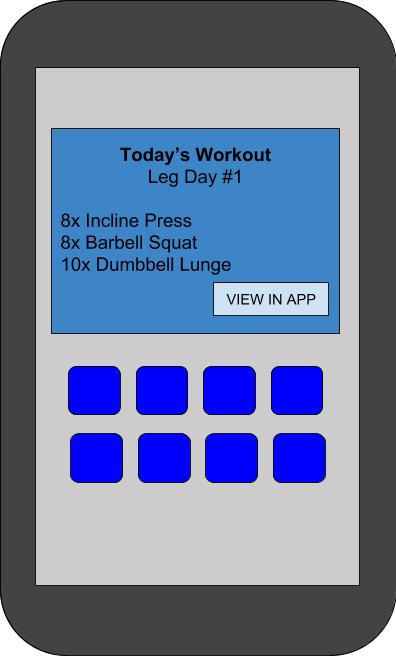 Today’s Workout
Leg Day #1
8x Incline Press
8x Barbell Squat
10x Dumbbell Lunge
VIEW IN APP